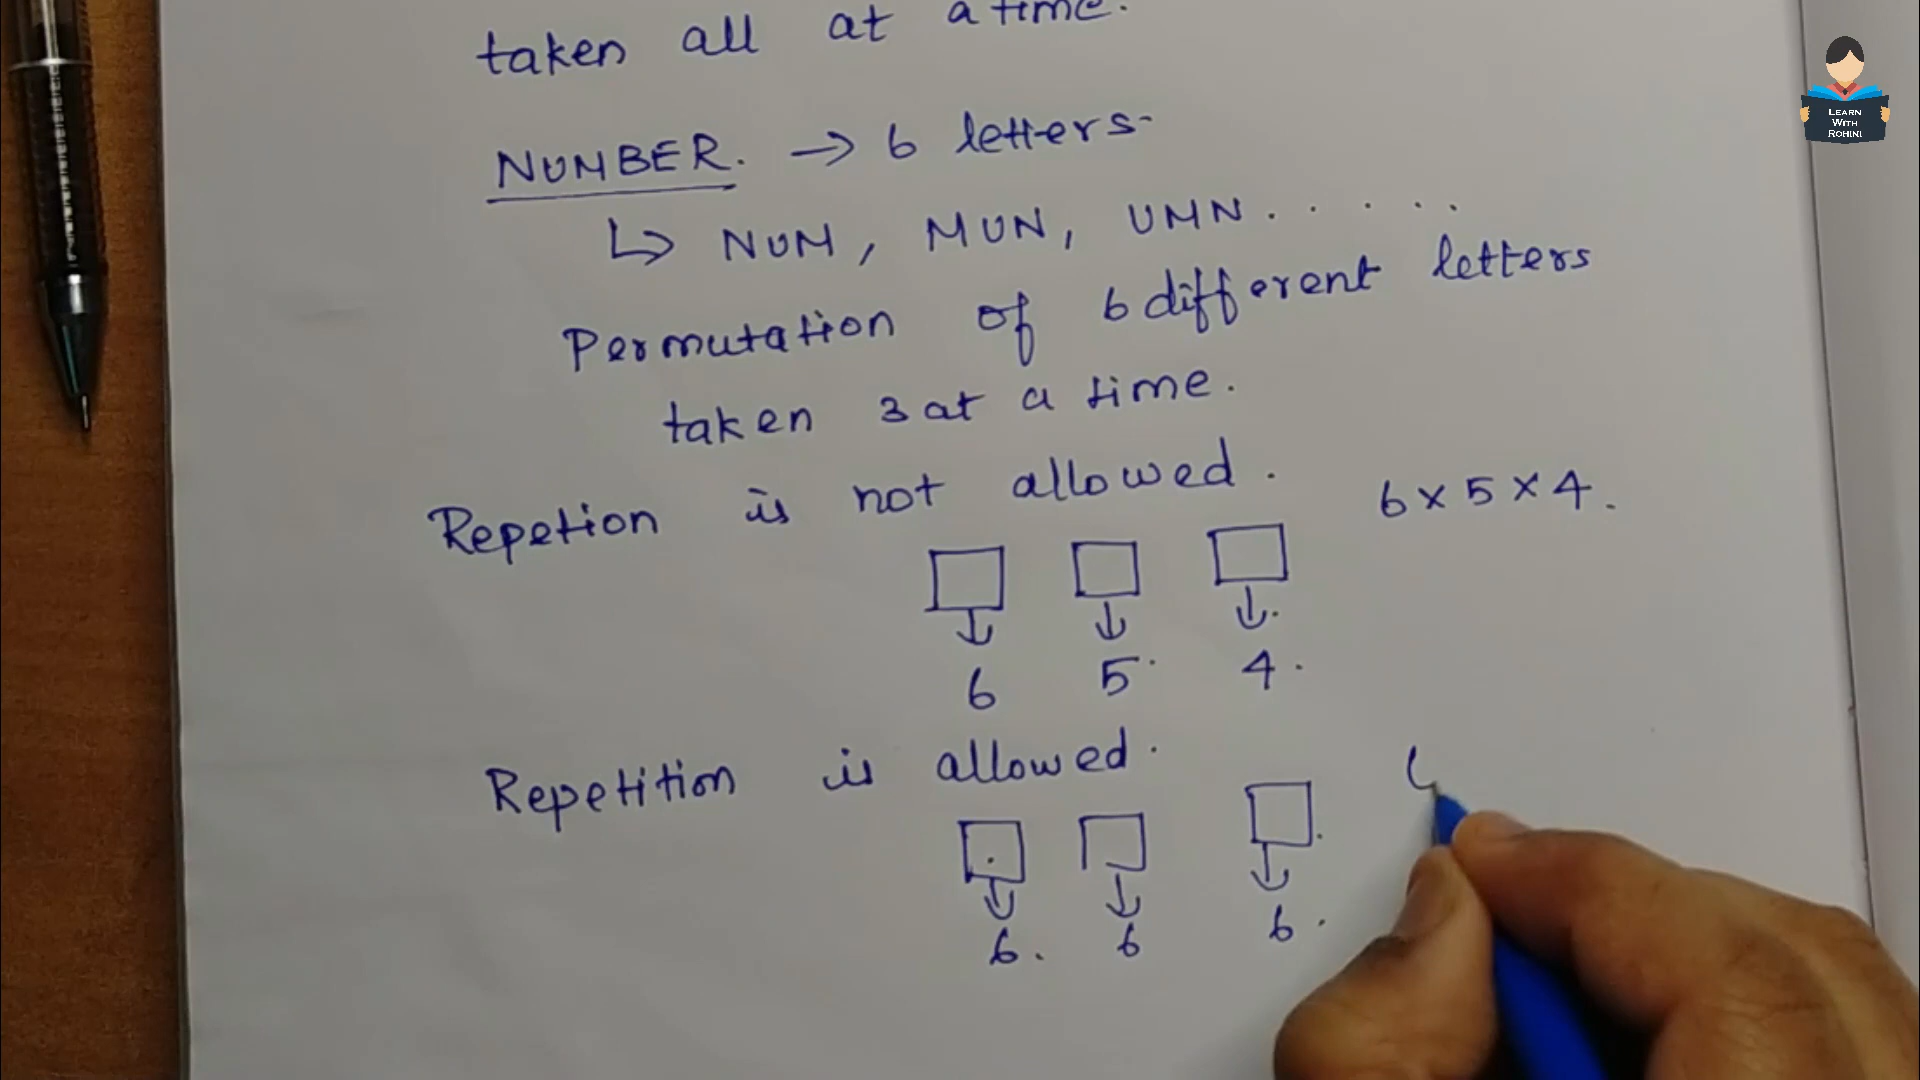 taken all at a time.
NUMBER. → 6 letters.
↳ NUM, MUN, UMN......
Permutation of 6 different letters
taken 3 at a time.
Repetion is not allowed.
6 × 5 × 4.
6 5 4.
Repetition is allowed.
6. 6 6.
LEARN
WITH
ROHINI